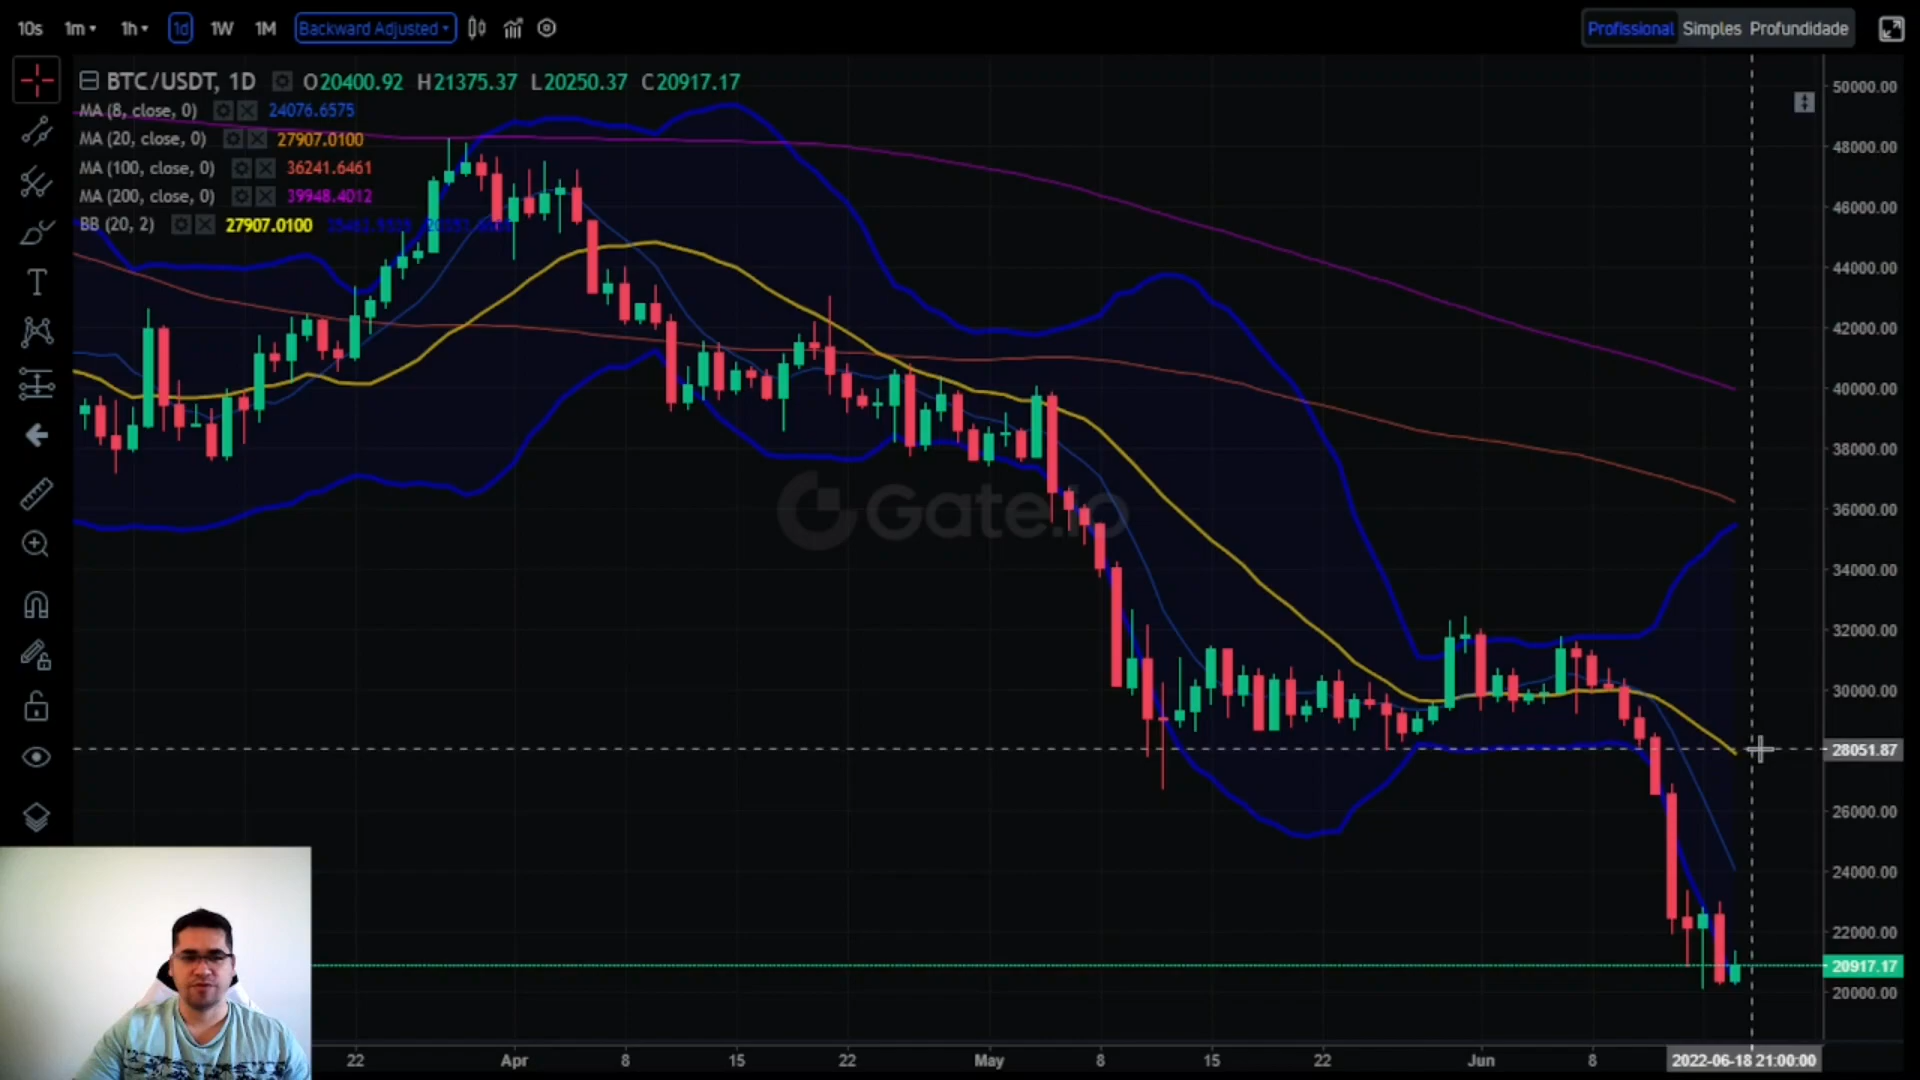 10s 1m 1h 1d 1W 1M Backward Adjusted
Profissional Simples Profundidade
BTC/USDT, 1D O20400.92 H21375.37 L20250.37 C20917.17
MA (8, close, 0) 24076.6575
MA (20, close, 0) 27907.0100
MA (100, close, 0) 36241.6461
MA (200, close, 0) 39948.4012
BB (20, 2) 27907.0100
T
Gate.io
50000.00
48000.00
46000.00
44000.00
42000.00
40000.00
38000.00
36000.00
34000.00
32000.00
30000.00
28051.87
26000.00
24000.00
22000.00
20917.17
20000.00
22 Apr 8 15 22 May 8 15 22 Jun 8 2022-06-18 21:00:00